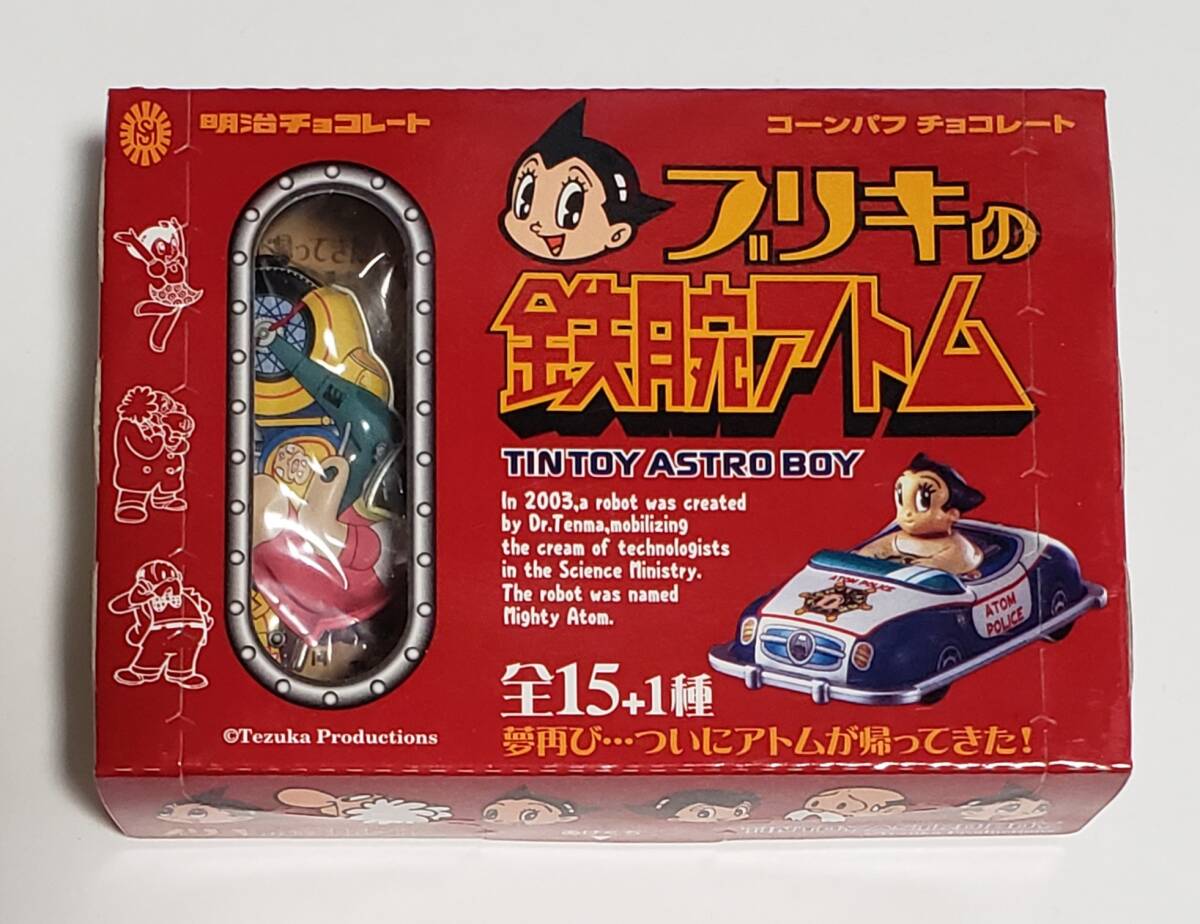 明治チョコレート
コーンパフ チョコレート
ブリキの
鉄腕アトム
TIN TOY ASTRO BOY
In 2003,a robot was created
by Dr.Tenma,mobilizing
the cream of technologists
in the Science Ministry.
The robot was named
Mighty Atom.
ATOM POLICE
ATOM
POLICE
全15+1種
夢再び…ついにアトムが帰ってきた!
©Tezuka Productions